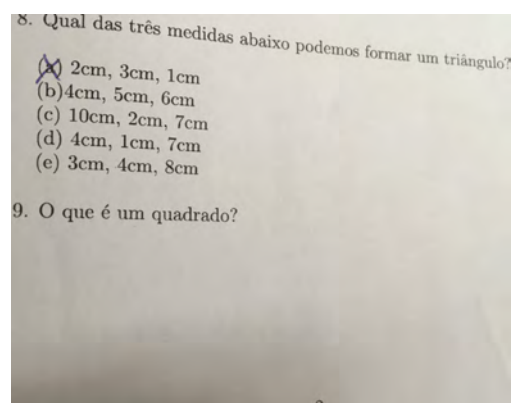 8. Qual das três medidas abaixo podemos formar um triângulo?
(a) 2cm, 3cm, 1cm
(b)4cm, 5cm, 6cm
(c) 10cm, 2cm, 7cm
(d) 4cm, 1cm, 7cm
(e) 3cm, 4cm, 8cm
9. O que é um quadrado?